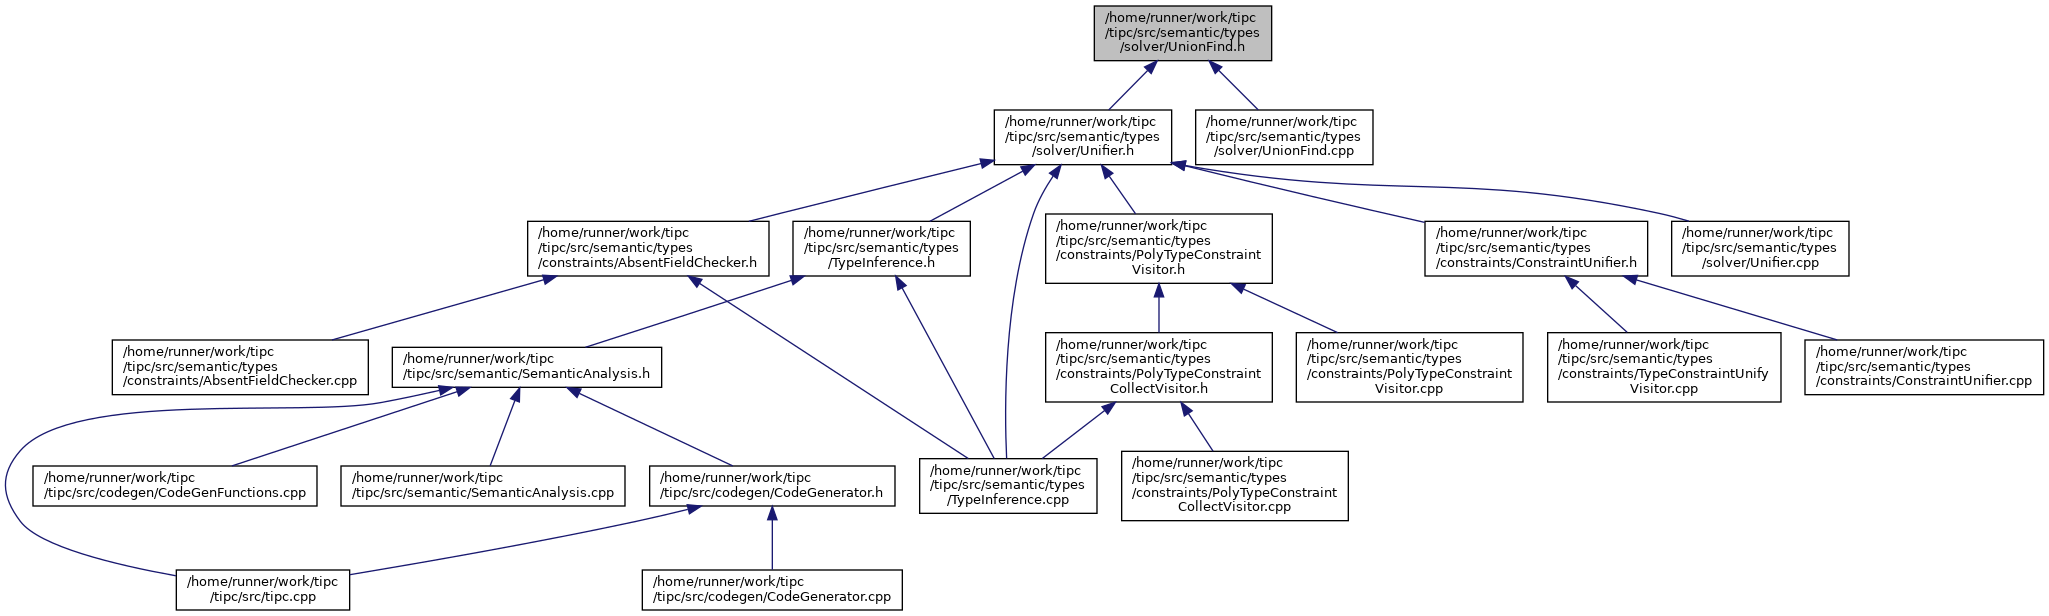 /home/runner/work/tipc
/tipc/src/semantic/types
/solver/UnionFind.h
/home/runner/work/tipc
/tipc/src/semantic/types
/solver/Unifier.h
/home/runner/work/tipc
/tipc/src/semantic/types
/solver/UnionFind.cpp
/home/runner/work/tipc
/tipc/src/semantic/types
/constraints/AbsentFieldChecker.h
/home/runner/work/tipc
/tipc/src/semantic/types
/TypeInference.h
/home/runner/work/tipc
/tipc/src/semantic/types
/constraints/PolyTypeConstraint
Visitor.h
/home/runner/work/tipc
/tipc/src/semantic/types
/constraints/ConstraintUnifier.h
/home/runner/work/tipc
/tipc/src/semantic/types
/solver/Unifier.cpp
/home/runner/work/tipc
/tipc/src/semantic/types
/constraints/AbsentFieldChecker.cpp
/home/runner/work/tipc
/tipc/src/semantic/SemanticAnalysis.h
/home/runner/work/tipc
/tipc/src/semantic/types
/constraints/PolyTypeConstraint
CollectVisitor.h
/home/runner/work/tipc
/tipc/src/semantic/types
/constraints/PolyTypeConstraint
Visitor.cpp
/home/runner/work/tipc
/tipc/src/semantic/types
/constraints/TypeConstraintUnify
Visitor.cpp
/home/runner/work/tipc
/tipc/src/semantic/types
/constraints/ConstraintUnifier.cpp
/home/runner/work/tipc
/tipc/src/codegen/CodeGenFunctions.cpp
/home/runner/work/tipc
/tipc/src/semantic/SemanticAnalysis.cpp
/home/runner/work/tipc
/tipc/src/codegen/CodeGenerator.h
/home/runner/work/tipc
/tipc/src/semantic/types
/TypeInference.cpp
/home/runner/work/tipc
/tipc/src/semantic/types
/constraints/PolyTypeConstraint
CollectVisitor.cpp
/home/runner/work/tipc
/tipc/src/tipc.cpp
/home/runner/work/tipc
/tipc/src/codegen/CodeGenerator.cpp